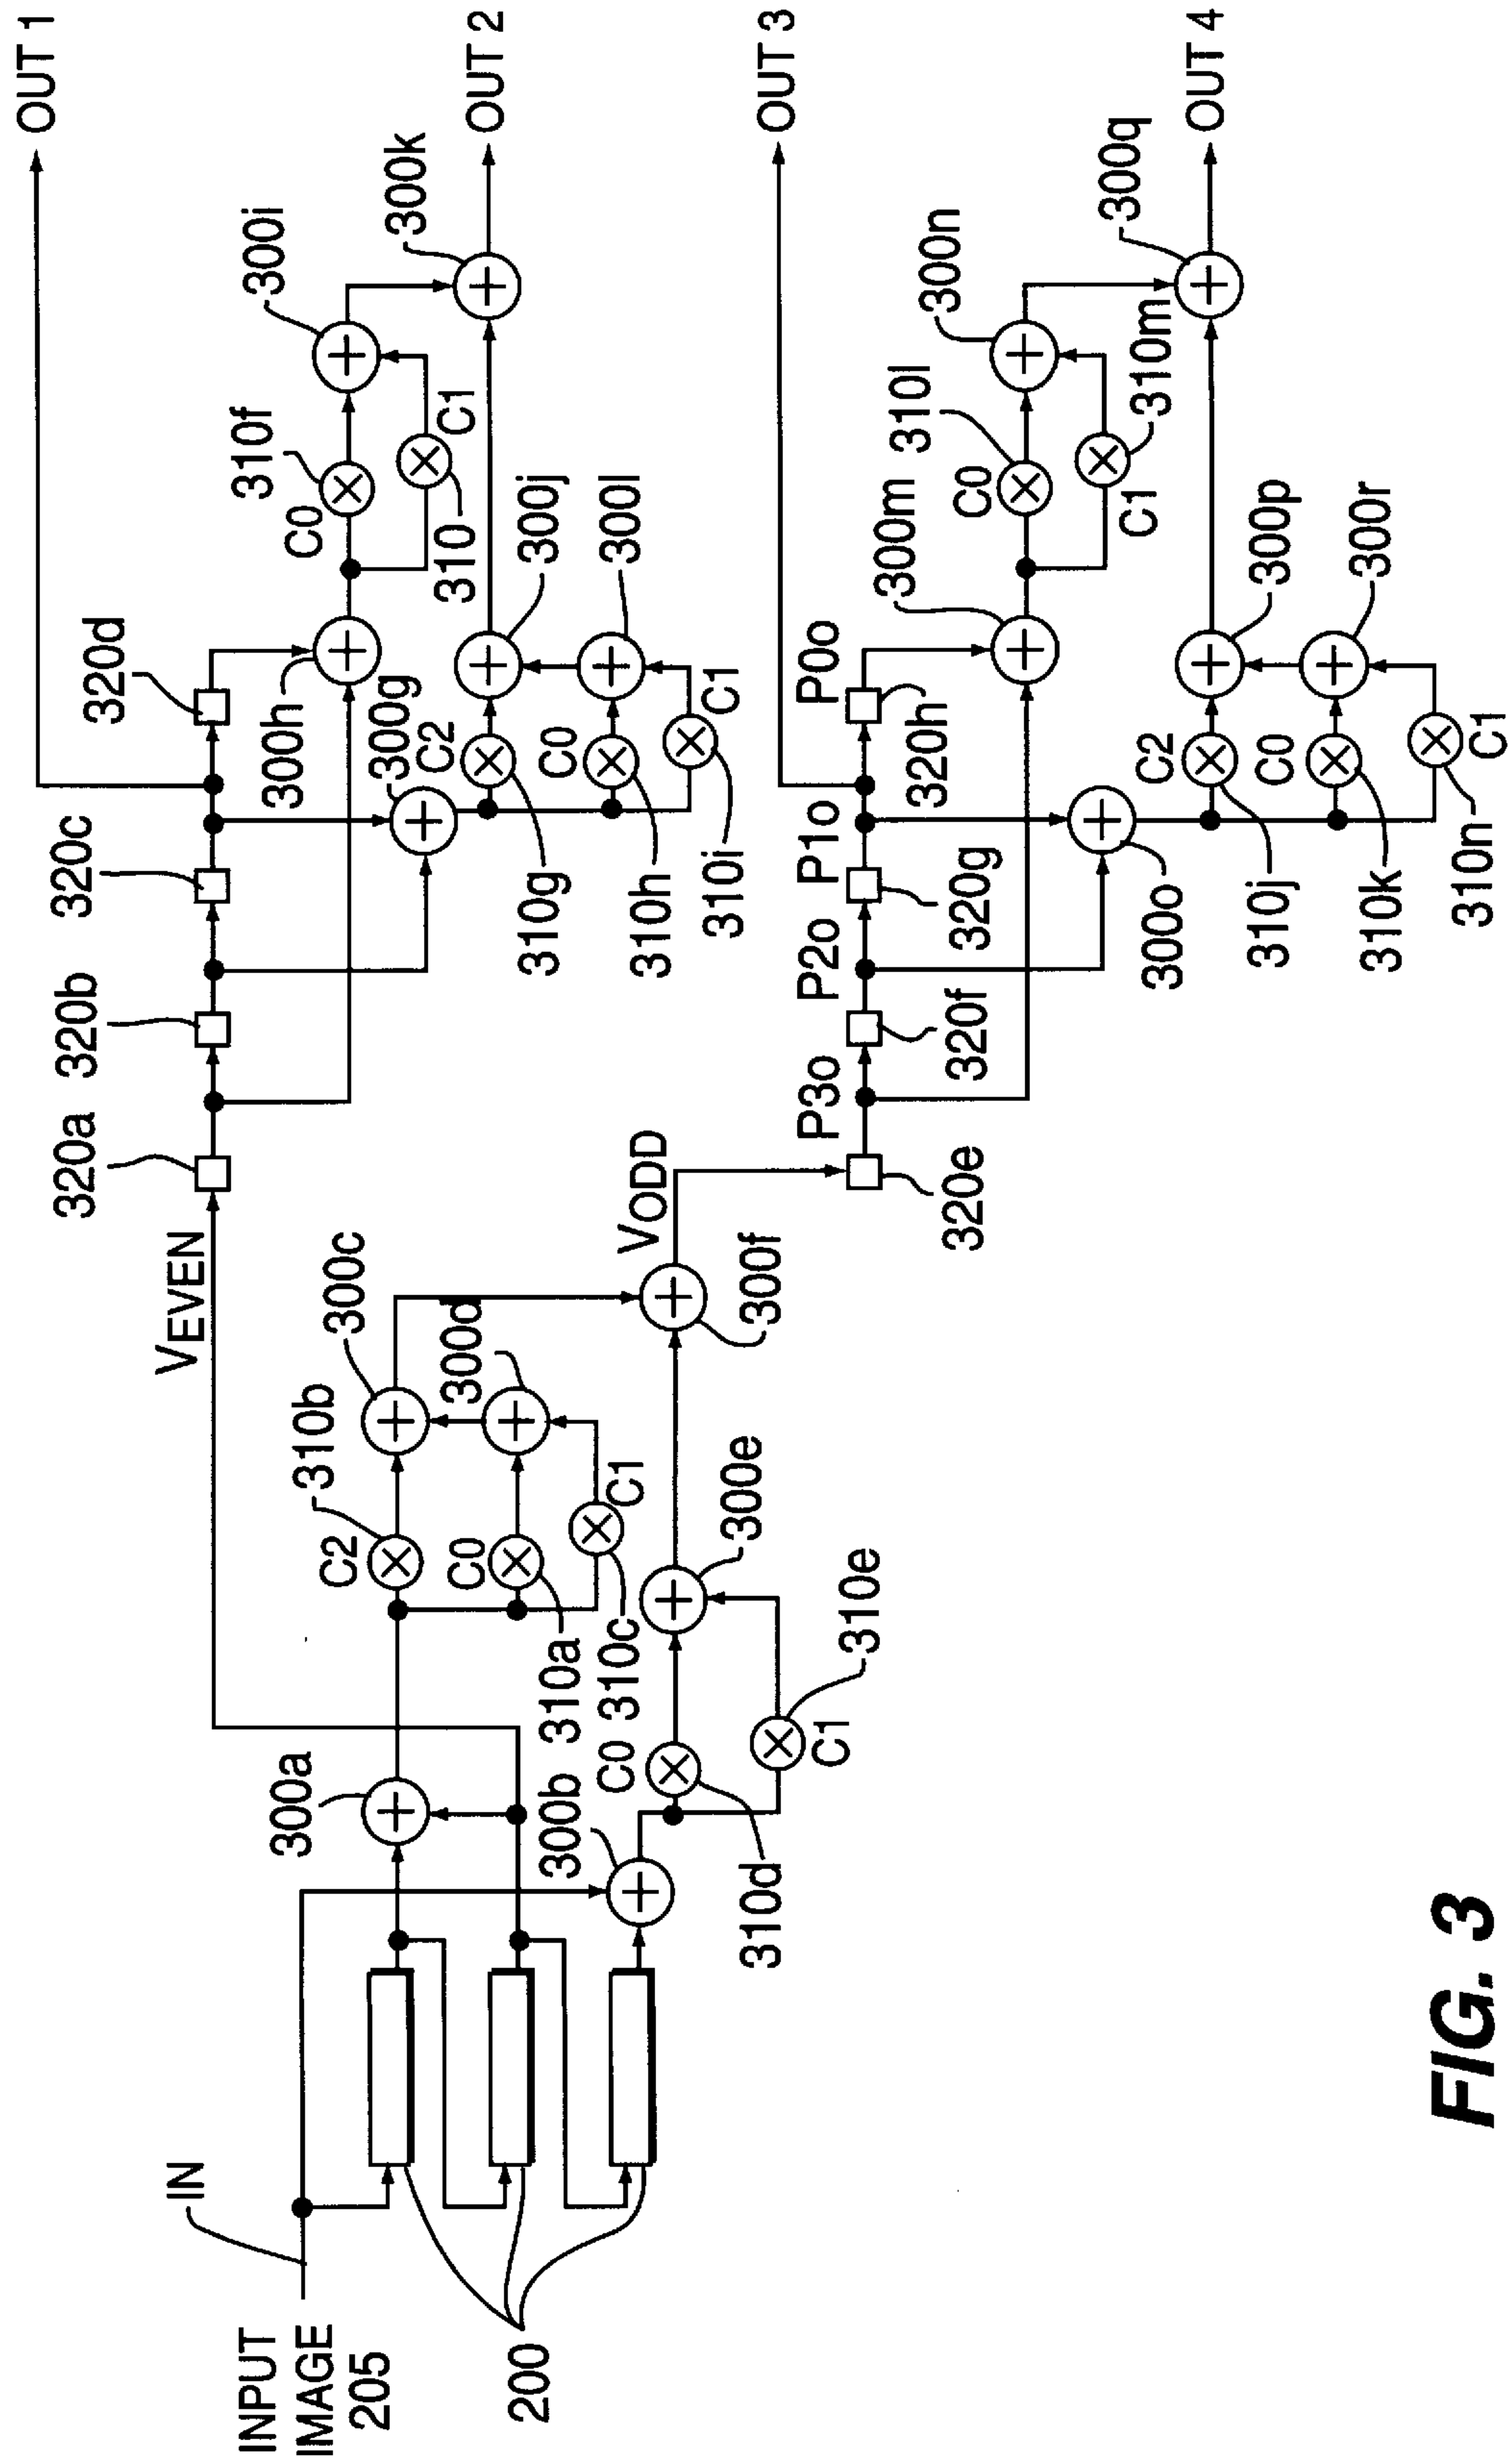 INPUT
IMAGE
205
IN
200
300a
300b
310d
C0
C1
310e
310a
310c
C2
C0
C1
310b
300c
300d
300e
300f
VEVEN
VODD
320a
320b
320c
320d
OUT 1
300h
300g
C0
310f
310
C1
300i
300k
OUT 2
C2
C0
C1
310g
310h
310i
300j
300l
320e
P3o
320f
P2o
320g
P1o
320h
P0o
OUT 3
300m
C0
310l
C1
310m
300n
300q
OUT 4
300o
C2
C0
C1
310j
310k
310n
300p
300r
FIG. 3